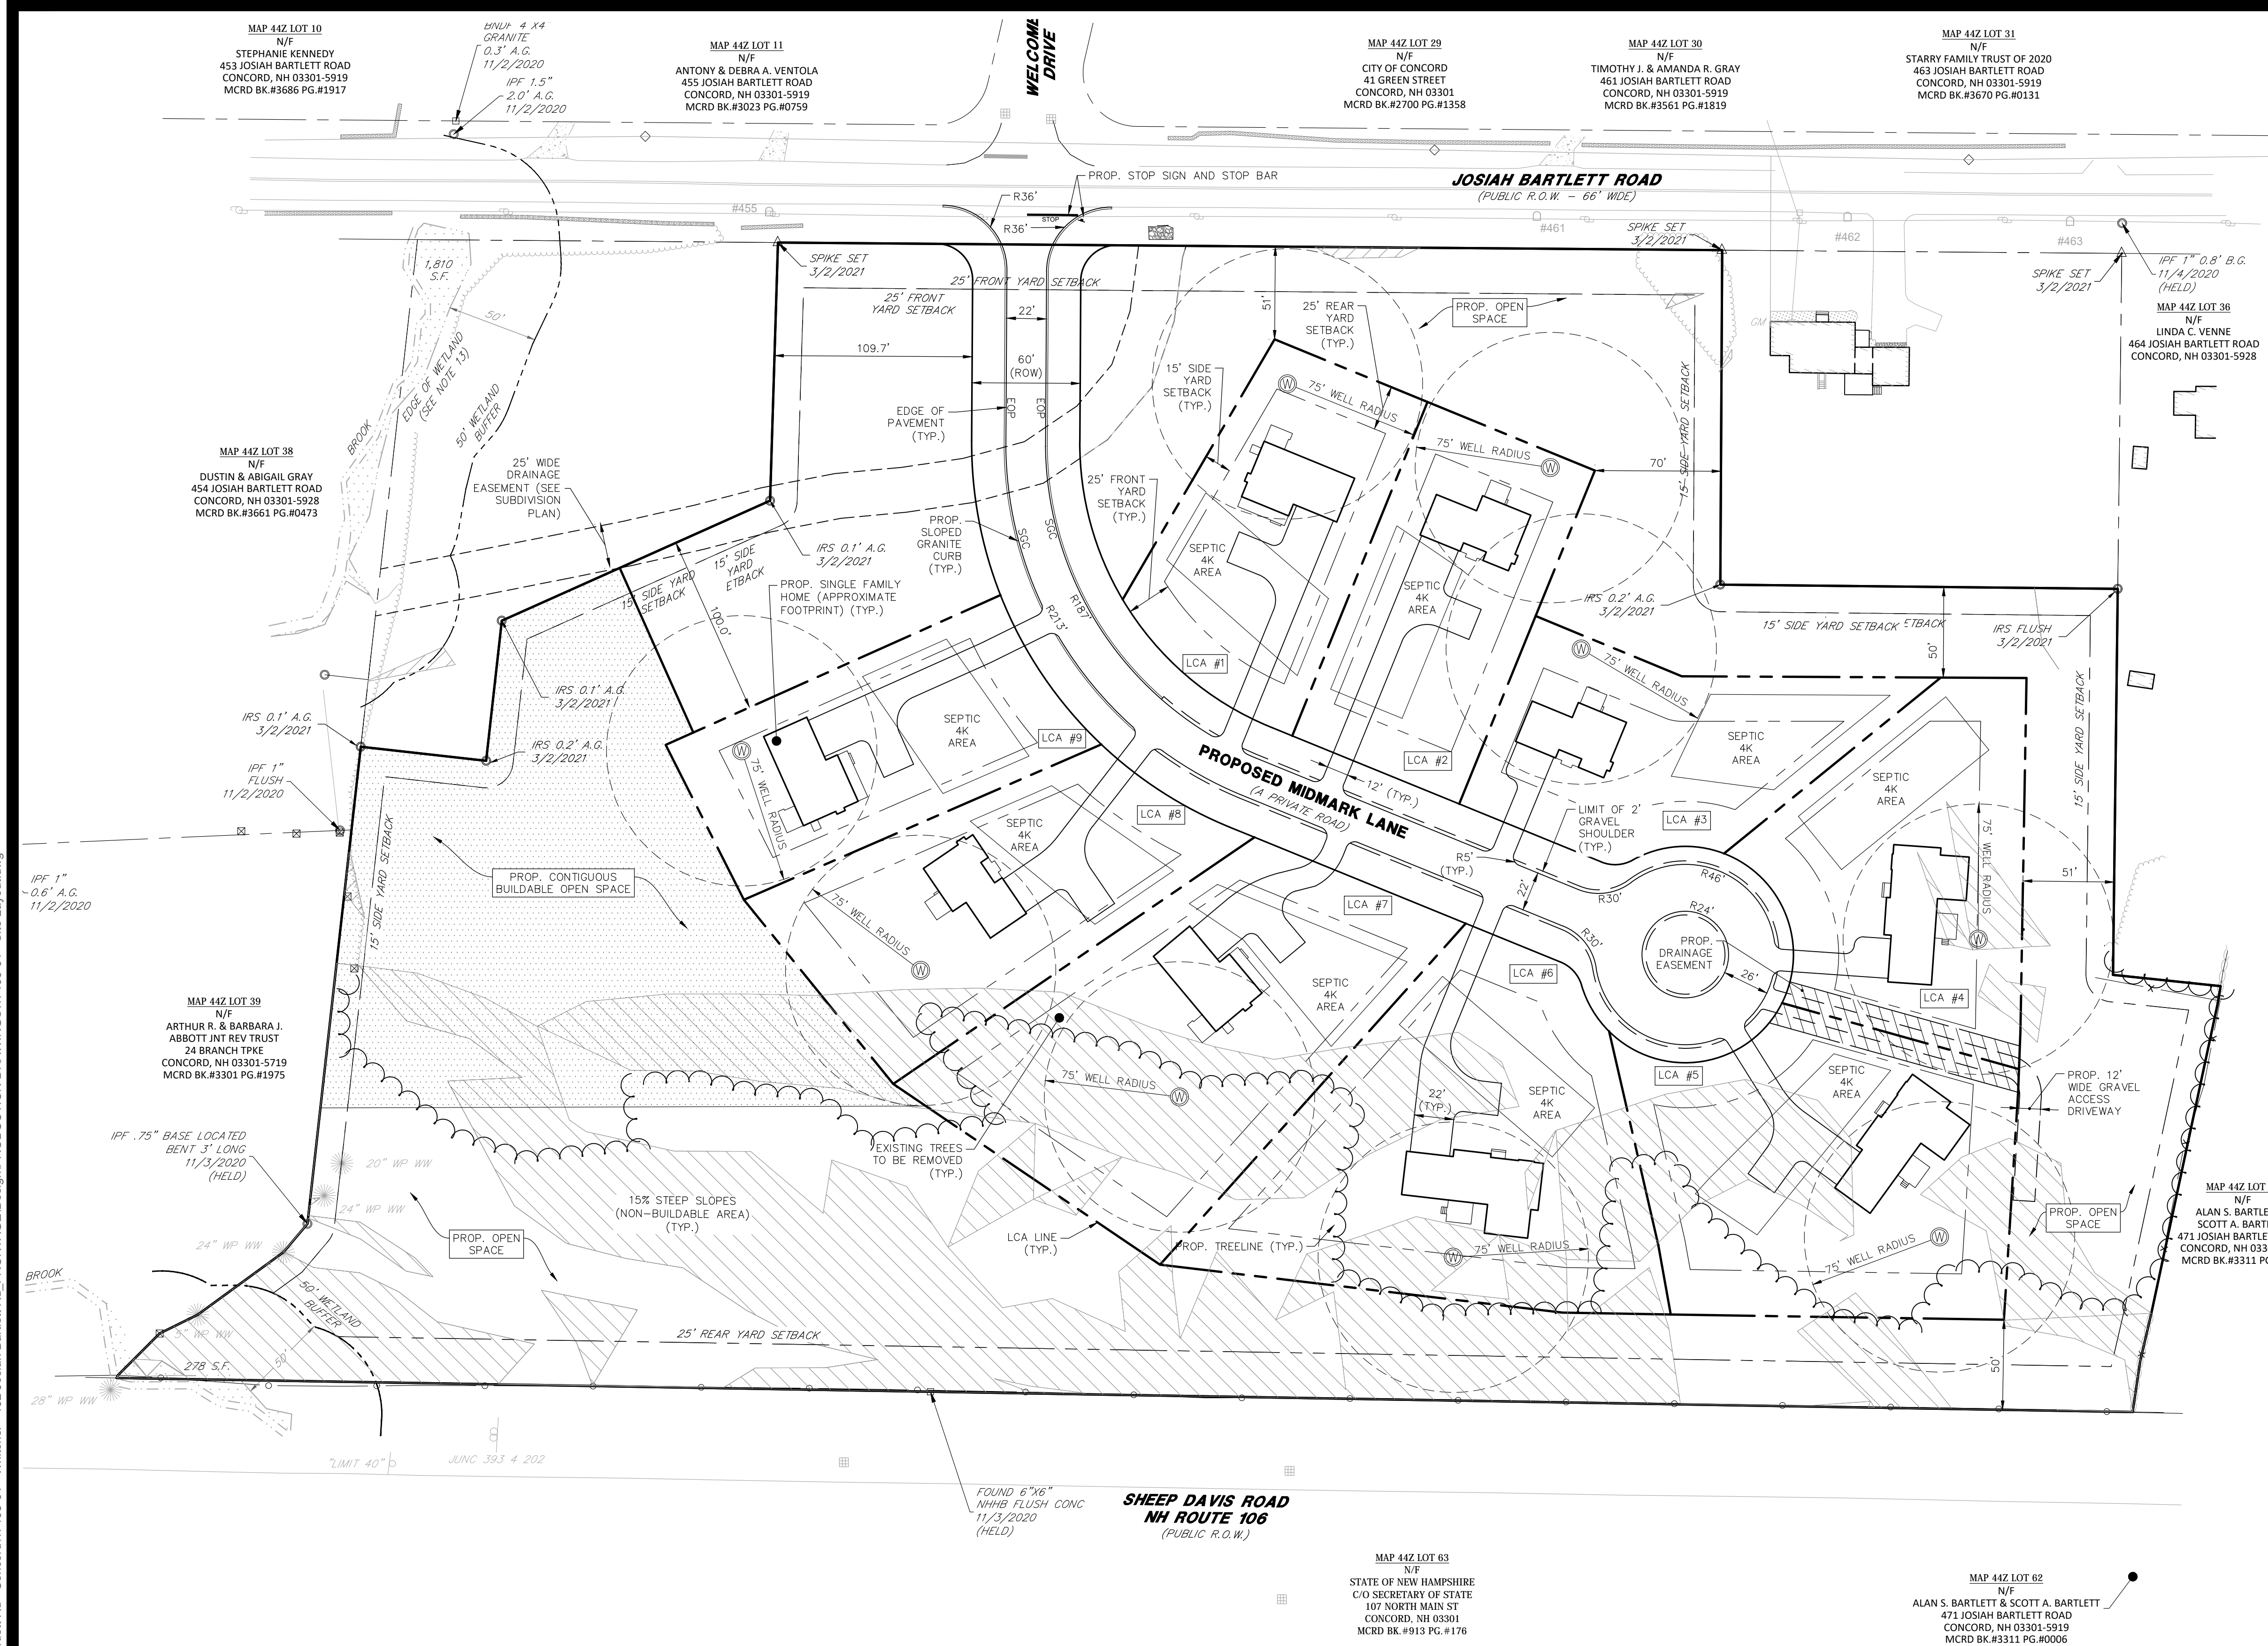 MAP 44Z LOT 10
N/F
STEPHANIE KENNEDY
453 JOSIAH BARTLETT ROAD
CONCORD, NH 03301-5919
MCRD BK.#3686 PG.#1917
BNDF 4"X4"
GRANITE
0.3' A.G.
11/2/2020
IPF 1.5"
2.0' A.G.
11/2/2020
MAP 44Z LOT 11
N/F
ANTONY & DEBRA A. VENTOLA
455 JOSIAH BARTLETT ROAD
CONCORD, NH 03301-5919
MCRD BK.#3023 PG.#0759
WELCOME
DRIVE
MAP 44Z LOT 29
N/F
CITY OF CONCORD
41 GREEN STREET
CONCORD, NH 03301
MCRD BK.#2700 PG.#1358
MAP 44Z LOT 30
N/F
TIMOTHY J. & AMANDA R. GRAY
461 JOSIAH BARTLETT ROAD
CONCORD, NH 03301-5919
MCRD BK.#3561 PG.#1819
MAP 44Z LOT 31
N/F
STARRY FAMILY TRUST OF 2020
463 JOSIAH BARTLETT ROAD
CONCORD, NH 03301-5919
MCRD BK.#3670 PG.#0131
PROP. STOP SIGN AND STOP BAR
JOSIAH BARTLETT ROAD
(PUBLIC R.O.W. - 66' WIDE)
R36'
STOP
R36'
#455
#461
#462
#463
SPIKE SET
3/2/2021
SPIKE SET
3/2/2021
SPIKE SET
3/2/2021
IPF 1" 0.8' B.G.
11/4/2020
(HELD)
MAP 44Z LOT 36
N/F
LINDA C. VENNE
464 JOSIAH BARTLETT ROAD
CONCORD, NH 03301-5928
GM
1,810
S.F.
50'
BROOK
EDGE OF WETLAND
(SEE NOTE 13)
50' WETLAND
BUFFER
25' FRONT YARD SETBACK
25' FRONT
YARD SETBACK
22'
109.7'
60'
(ROW)
EOP
EOP
EDGE OF
PAVEMENT
(TYP.)
51'
25' REAR
YARD
SETBACK
(TYP.)
PROP. OPEN
SPACE
15' SIDE
YARD
SETBACK
(TYP.)
W
75' WELL RADIUS
75' WELL RADIUS
W
70'
15' SIDE YARD SETBACK
MAP 44Z LOT 38
N/F
DUSTIN & ABIGAIL GRAY
454 JOSIAH BARTLETT ROAD
CONCORD, NH 03301-5928
MCRD BK.#3661 PG.#0473
25' WIDE
DRAINAGE
EASEMENT (SEE
SUBDIVISION
PLAN)
25' FRONT
YARD
SETBACK
(TYP.)
PROP.
SLOPED
GRANITE
CURB
(TYP.)
SGC
SGC
IRS 0.1' A.G.
3/2/2021
15' SIDE
YARD
ETBACK
15' SIDE YARD
SETBACK
100.0'
PROP. SINGLE FAMILY
HOME (APPROXIMATE
FOOTPRINT) (TYP.)
R213'
R187'
SEPTIC
4K
AREA
SEPTIC
4K
AREA
LCA #1
IRS 0.2' A.G.
3/2/2021
15' SIDE YARD SETBACK
ETBACK
IRS FLUSH
3/2/2021
50'
15' SIDE YARD SETBACK
W
75' WELL RADIUS
IRS 0.1' A.G.
3/2/2021
IRS 0.1' A.G.
3/2/2021
IRS 0.2' A.G.
3/2/2021
IPF 1"
FLUSH
11/2/2020
W
75' WELL RADIUS
SEPTIC
4K
AREA
LCA #9
PROPOSED MIDMARK LANE
(A PRIVATE ROAD)
12' (TYP.)
LCA #2
SEPTIC
4K
AREA
SEPTIC
4K
AREA
LCA #8
SEPTIC
4K
AREA
LIMIT OF 2'
GRAVEL
SHOULDER
(TYP.)
LCA #3
75' WELL RADIUS
W
51'
15' SIDE YARD SETBACK
IPF 1"
0.6' A.G.
11/2/2020
PROP. CONTIGUOUS
BUILDABLE OPEN SPACE
75' WELL RADIUS
W
LCA #7
R5'
(TYP.)
22'
R30'
R46'
R24'
R30'
PROP.
DRAINAGE
EASEMENT
26'
LCA #6
LCA #4
SEPTIC
4K
AREA
MAP 44Z LOT 39
N/F
ARTHUR R. & BARBARA J.
ABBOTT JNT REV TRUST
24 BRANCH TPKE
CONCORD, NH 03301-5719
MCRD BK.#3301 PG.#1975
75' WELL RADIUS
W
22'
(TYP.)
SEPTIC
4K
AREA
LCA #5
SEPTIC
4K
AREA
PROP. 12'
WIDE GRAVEL
ACCESS
DRIVEWAY
IPF .75" BASE LOCATED
BENT 3' LONG
11/3/2020
(HELD)
20" WP WW
24" WP WW
24" WP WW
5" WP WW
28" WP WW
EXISTING TREES
TO BE REMOVED
(TYP.)
15% STEEP SLOPES
(NON-BUILDABLE AREA)
(TYP.)
PROP. OPEN
SPACE
LCA LINE
(TYP.)
PROP. TREELINE (TYP.)
W
75' WELL RADIUS
75' WELL RADIUS
W
PROP. OPEN
SPACE
MAP 44Z LOT
N/F
ALAN S. BARTLE
SCOTT A. BARTL
471 JOSIAH BARTLE
CONCORD, NH 033
MCRD BK.#3311 P
BROOK
50' WETLAND
BUFFER
278 S.F.
50'
25' REAR YARD SETBACK
50'
"LIMIT 40"
JUNC 393 4 202
FOUND 6"X6"
NHHB FLUSH CONC
11/3/2020
(HELD)
SHEEP DAVIS ROAD
NH ROUTE 106
(PUBLIC R.O.W.)
MAP 44Z LOT 63
N/F
STATE OF NEW HAMPSHIRE
C/O SECRETARY OF STATE
107 NORTH MAIN ST
CONCORD, NH 03301
MCRD BK.#913 PG.#176
MAP 44Z LOT 62
N/F
ALAN S. BARTLETT & SCOTT A. BARTLETT
471 JOSIAH BARTLETT ROAD
CONCORD, NH 03301-5919
MCRD BK.#3311 PG.#0006